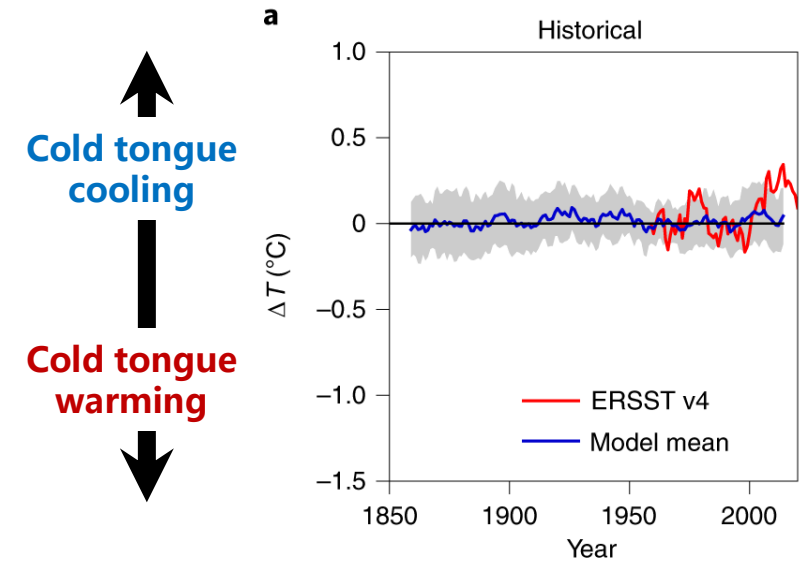 a
Historical
Cold tongue
cooling
Cold tongue
warming
1.0
0.5
0
−0.5
−1.0
−1.5
Δ T (°C)
ERSST v4
Model mean
1850
1900
1950
2000
Year